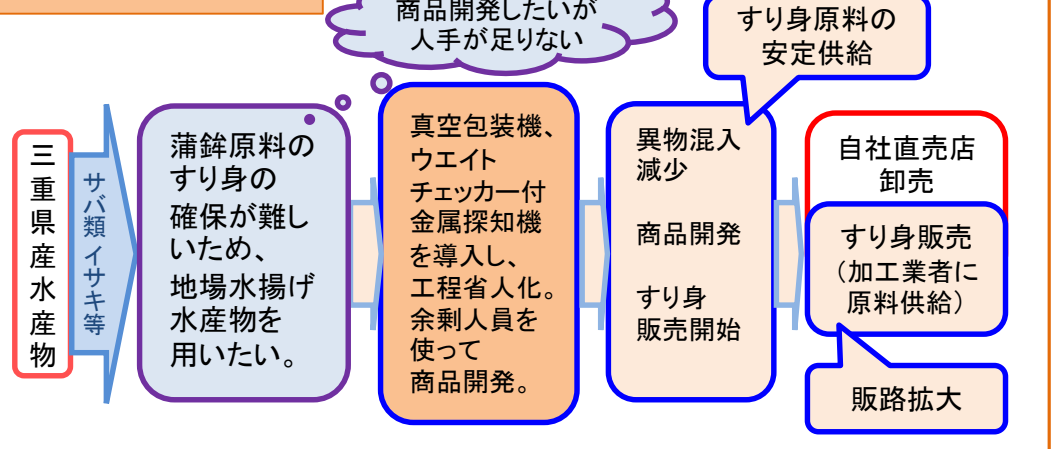 商品開発したいが
人手が足りない
すり身原料の
安定供給
三重県産水産物
サバ類イサキ等
蒲鉾原料の
すり身の
確保が難し
いため、
地場水揚げ
水産物を
用いたい。
真空包装機、
ウエイト
チェッカー付
金属探知機
を導入し、
工程省人化。
余剰人員を
使って
商品開発。
異物混入
減少
商品開発
すり身
販売開始
自社直売店
卸売
すり身販売
（加工業者に
原料供給）
販路拡大